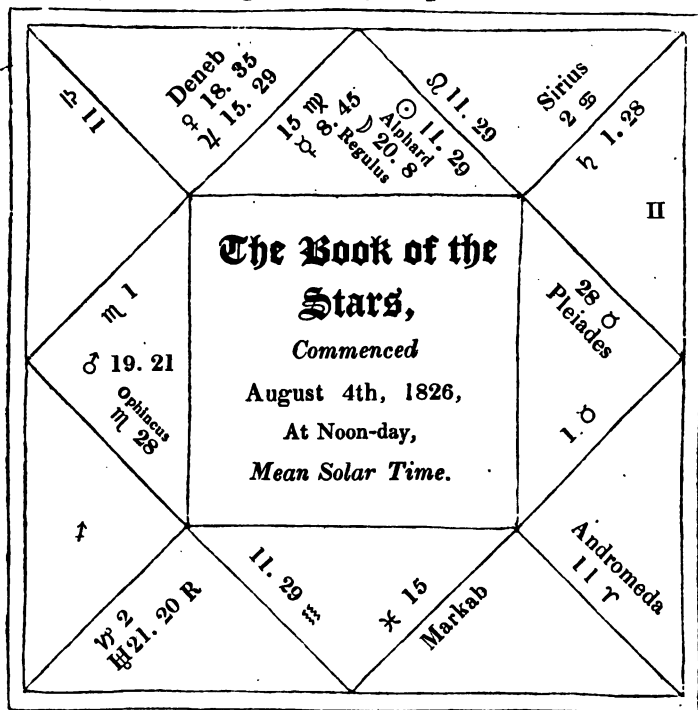 ♎ 11
Deneb
♀ 18. 35
♃ 15. 29
15 ♍
☿ 8. 45
☉ 11. 29
Alphard
☽ 20. 8
Regulus
♌ 11. 29
Sirius
2 ♋
♄ 1. 28
♊
♏ 1
♂ 19. 21
Ophincus
♏ 28
The Book of the
Stars,
Commenced
August 4th, 1826,
At Noon-day,
Mean Solar Time.
28 ♉
Pleiades
1. ♉
♐
♑ 2
♅ 21. 20 R
11. 29 ♒
♓ 15
Markab
Andromeda
11 ♈